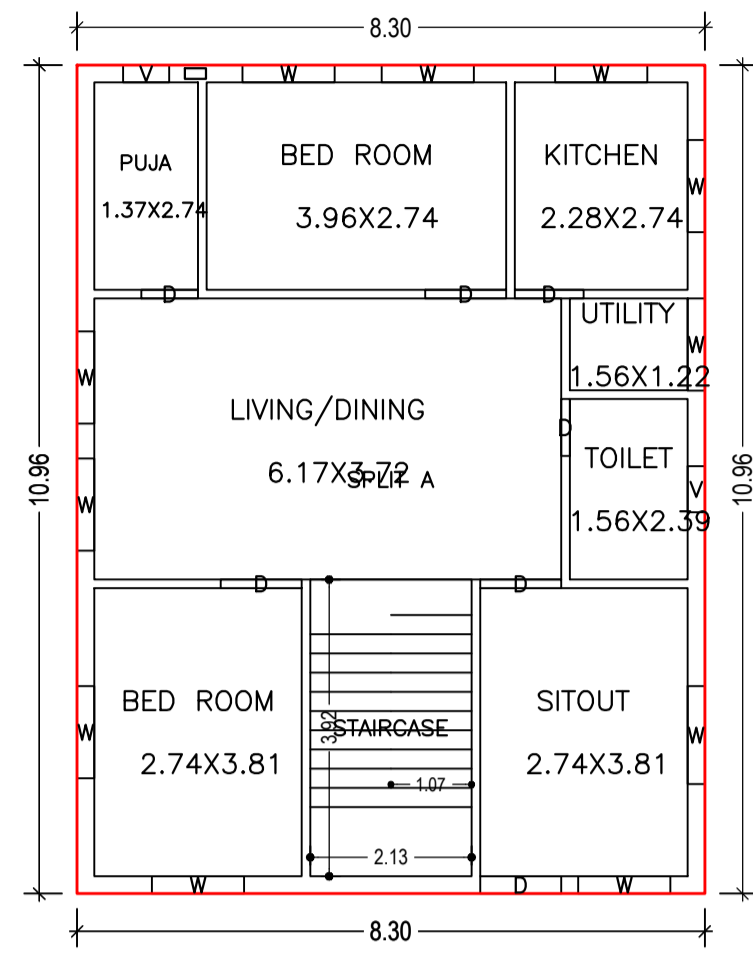 8.30
V
W
W
W
PUJA
BED ROOM
KITCHEN
W
1.37X2.74
3.96X2.74
2.28X2.74
D
D
D
UTILITY
W
W
1.56X1.22
LIVING/DINING
D
TOILET
6.17X3.72
SPLIT A
10.96
10.96
W
V
1.56X2.39
D
D
BED ROOM
SITOUT
W
3.92
STAIRCASE
W
2.74X3.81
2.74X3.81
1.07
2.13
W
D
W
8.30